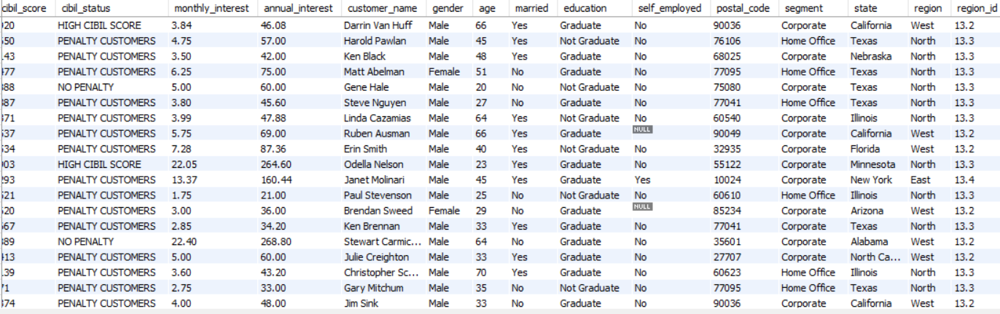 cibil_score cibil_status monthly_interest annual_interest customer_name gender age married education self_employed postal_code segment state region region_id
20 HIGH CIBIL SCORE 3.84 46.08 Darrin Van Huff Male 66 Yes Graduate No 90036 Corporate California West 13.2
50 PENALTY CUSTOMERS 4.75 57.00 Harold Pawlan Male 45 Yes Not Graduate No 76106 Home Office Texas North 13.3
43 PENALTY CUSTOMERS 3.50 42.00 Ken Black Male 48 Yes Graduate No 68025 Corporate Nebraska North 13.3
477 PENALTY CUSTOMERS 6.25 75.00 Matt Abelman Female 51 No Graduate No 77095 Home Office Texas North 13.3
88 NO PENALTY 5.00 60.00 Gene Hale Male 20 No Not Graduate No 75080 Corporate Texas North 13.3
87 PENALTY CUSTOMERS 3.80 45.60 Steve Nguyen Male 27 No Graduate No 77041 Home Office Texas North 13.3
71 PENALTY CUSTOMERS 3.99 47.88 Linda Cazamias Male 64 Yes Not Graduate No 60540 Corporate Illinois North 13.3
37 PENALTY CUSTOMERS 5.75 69.00 Ruben Ausman Male 66 Yes Graduate NULL 90049 Corporate California West 13.2
34 PENALTY CUSTOMERS 7.28 87.36 Erin Smith Male 40 Yes Not Graduate No 32935 Corporate Florida West 13.2
03 HIGH CIBIL SCORE 22.05 264.60 Odella Nelson Male 23 Yes Graduate No 55122 Corporate Minnesota North 13.3
93 PENALTY CUSTOMERS 13.37 160.44 Janet Molinari Male 45 Yes Graduate Yes 10024 Corporate New York East 13.4
21 PENALTY CUSTOMERS 1.75 21.00 Paul Stevenson Male 25 No Not Graduate No 60610 Home Office Illinois North 13.3
20 PENALTY CUSTOMERS 3.00 36.00 Brendan Sweed Female 29 No Graduate NULL 85234 Corporate Arizona West 13.2
67 PENALTY CUSTOMERS 2.85 34.20 Ken Brennan Male 33 Yes Graduate No 77041 Corporate Texas North 13.3
89 NO PENALTY 22.40 268.80 Stewart Carmic... Male 64 No Graduate No 35601 Corporate Alabama West 13.2
413 PENALTY CUSTOMERS 5.00 60.00 Julie Creighton Male 33 Yes Graduate No 27707 Corporate North Ca... West 13.2
39 PENALTY CUSTOMERS 3.60 43.20 Christopher Sc... Male 70 Yes Graduate No 60623 Home Office Illinois North 13.3
71 PENALTY CUSTOMERS 2.75 33.00 Gary Mitchum Male 35 No Not Graduate No 77095 Home Office Texas North 13.3
74 PENALTY CUSTOMERS 4.00 48.00 Jim Sink Male 33 No Graduate No 90036 Corporate California West 13.2